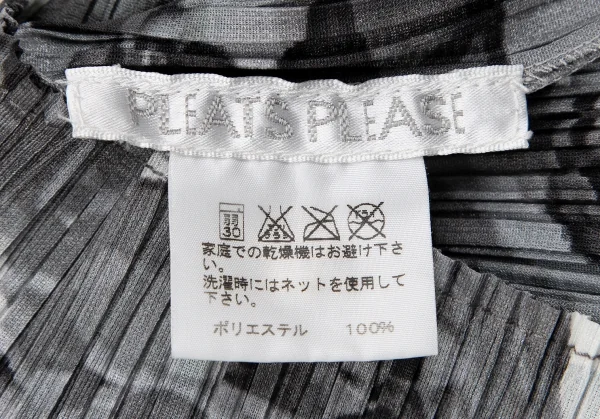 PLEATS PLEASE
30
家庭での乾燥機はお避け下さ
い。
洗濯時にはネットを使用して
下さい。
ポリエステル 100%